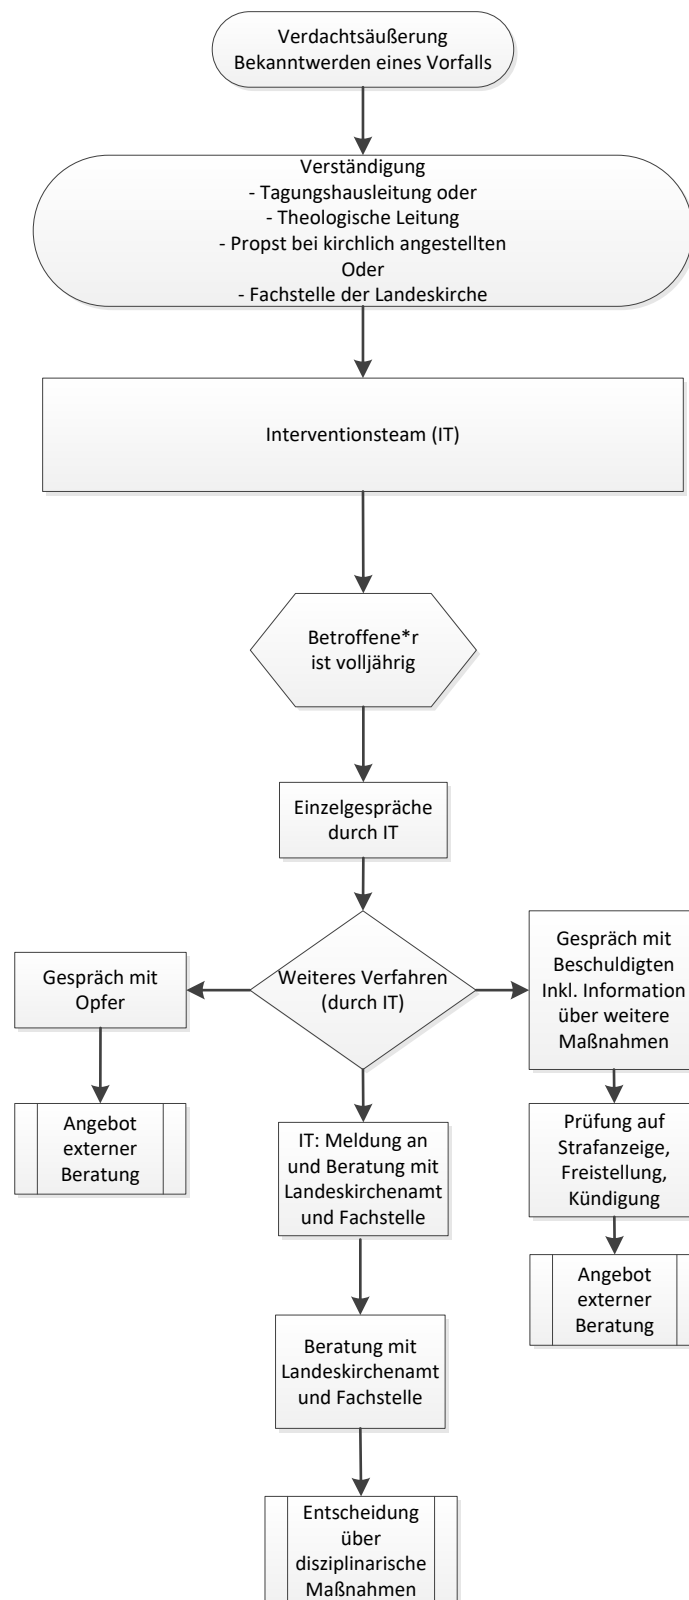 Verdachtsäußerung
Bekanntwerden eines Vorfalls
Verständigung
- Tagungshausleitung oder
- Theologische Leitung
- Propst bei kirchlich angestellten
Oder
- Fachstelle der Landeskirche
Interventionsteam (IT)
Betroffene*r
ist volljährig
Einzelgespräche
durch IT
Weiteres Verfahren
(durch IT)
Gespräch mit
Opfer
Angebot
externer
Beratung
IT: Meldung an
und Beratung mit
Landeskirchenamt
und Fachstelle
Beratung mit
Landeskirchenamt
und Fachstelle
Entscheidung
über
disziplinarische
Maßnahmen
Gespräch mit
Beschuldigten
Inkl. Information
über weitere
Maßnahmen
Prüfung auf
Strafanzeige,
Freistellung,
Kündigung
Angebot
externer
Beratung